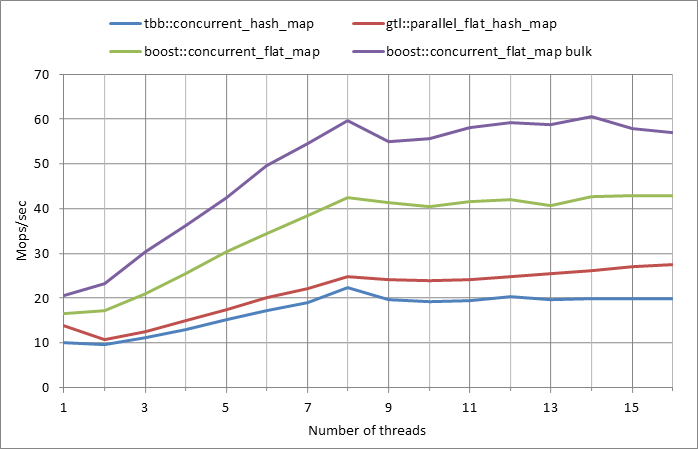 tbb::concurrent_hash_map gtl::parallel_flat_hash_map
boost::concurrent_flat_map boost::concurrent_flat_map bulk
70
60
50
40
30
20
10
0
Mops/sec
1 3 5 7 9 11 13 15
Number of threads